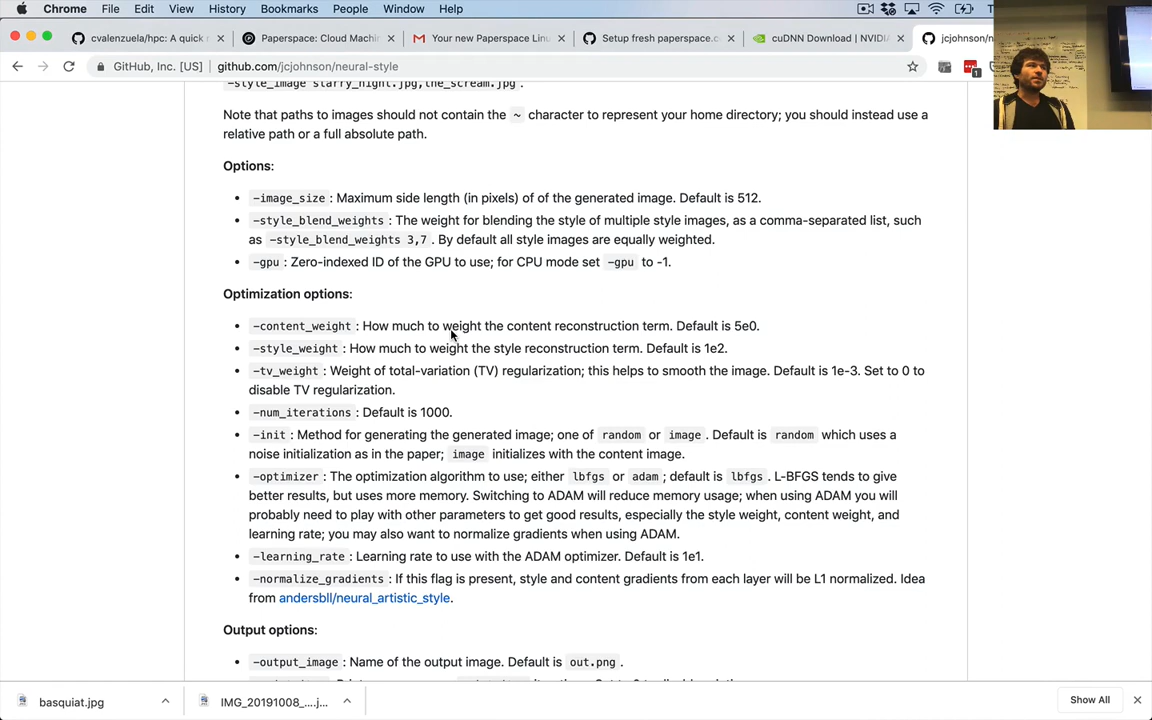 Chrome File Edit View History Bookmarks People Window Help
cvalenzuela/hpc: A quick r
Paperspace: Cloud Machi
Your new Paperspace Linu
Setup fresh paperspace.c
cuDNN Download | NVIDI
jcjohnson/n
GitHub, Inc. [US] github.com/jcjohnson/neural-style
-style_image starry_night.jpg,the_scream.jpg .
Note that paths to images should not contain the ~ character to represent your home directory; you should instead use a
relative path or a full absolute path.
Options:
• -image_size : Maximum side length (in pixels) of of the generated image. Default is 512.
• -style_blend_weights : The weight for blending the style of multiple style images, as a comma-separated list, such
as -style_blend_weights 3,7 . By default all style images are equally weighted.
• -gpu : Zero-indexed ID of the GPU to use; for CPU mode set -gpu to -1.
Optimization options:
• -content_weight : How much to weight the content reconstruction term. Default is 5e0.
• -style_weight : How much to weight the style reconstruction term. Default is 1e2.
• -tv_weight : Weight of total-variation (TV) regularization; this helps to smooth the image. Default is 1e-3. Set to 0 to
disable TV regularization.
• -num_iterations : Default is 1000.
• -init : Method for generating the generated image; one of random or image . Default is random which uses a
noise initialization as in the paper; image initializes with the content image.
• -optimizer : The optimization algorithm to use; either lbfgs or adam ; default is lbfgs . L-BFGS tends to give
better results, but uses more memory. Switching to ADAM will reduce memory usage; when using ADAM you will
probably need to play with other parameters to get good results, especially the style weight, content weight, and
learning rate; you may also want to normalize gradients when using ADAM.
• -learning_rate : Learning rate to use with the ADAM optimizer. Default is 1e1.
• -normalize_gradients : If this flag is present, style and content gradients from each layer will be L1 normalized. Idea
from andersbll/neural_artistic_style.
Output options:
• -output_image : Name of the output image. Default is out.png .
basquiat.jpg
IMG_20191008_....j...
Show All